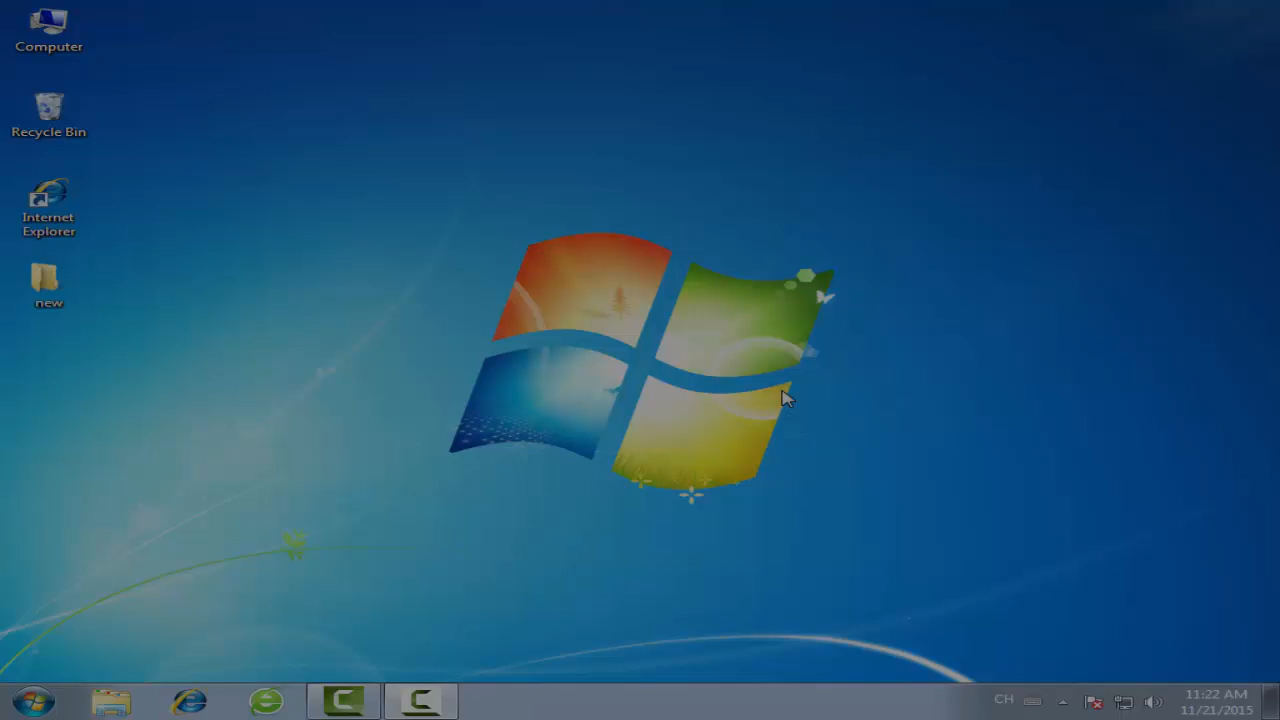 Computer
Recycle Bin
Internet
Explorer
new
CH
11:22 AM
11/21/2015